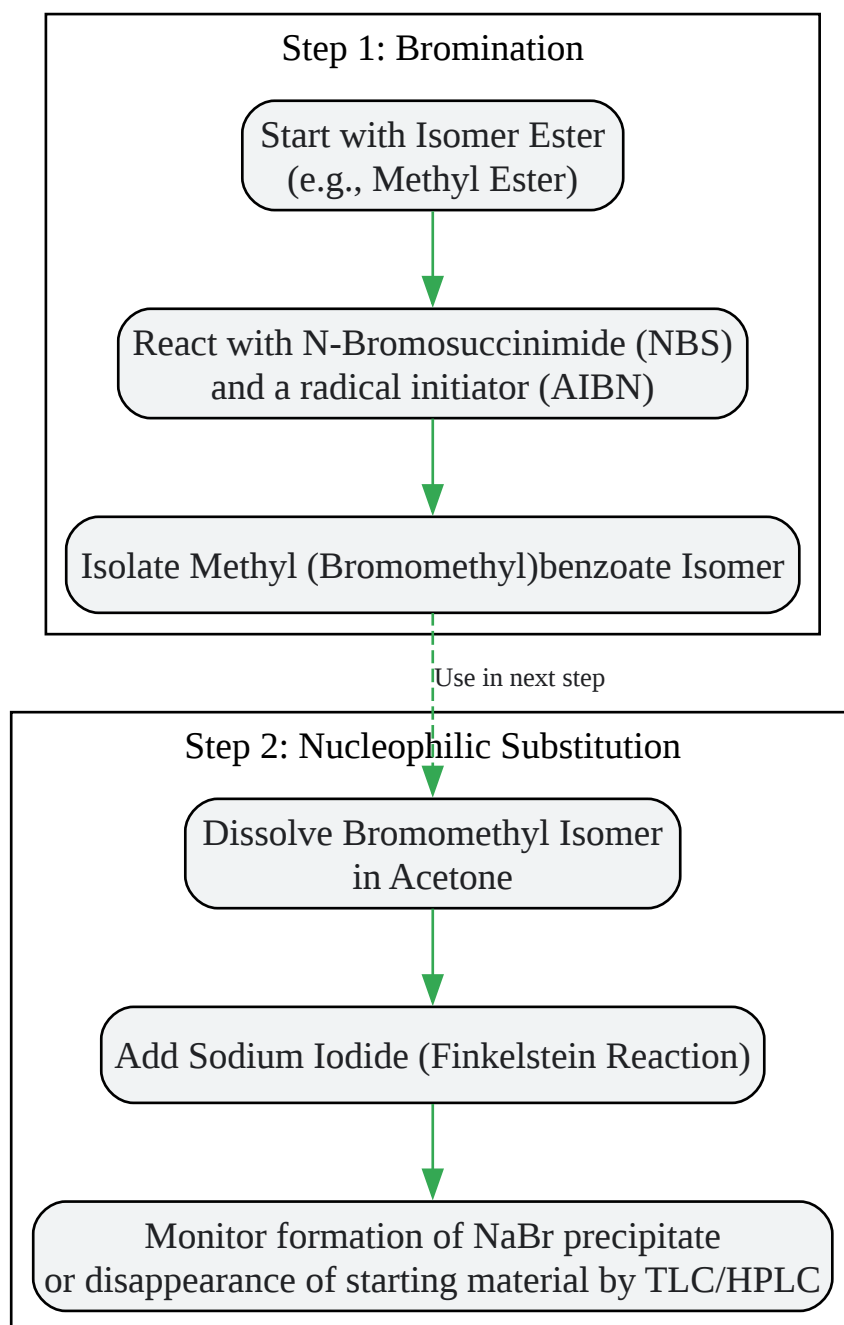 Step 1: Bromination
Start with Isomer Ester
(e.g., Methyl Ester)
React with N-Bromosuccinimide (NBS)
and a radical initiator (AIBN)
Isolate Methyl (Bromomethyl)benzoate Isomer
Use in next step
Step 2: Nucleophilic Substitution
Dissolve Bromomethyl Isomer
in Acetone
Add Sodium Iodide (Finkelstein Reaction)
Monitor formation of NaBr precipitate
or disappearance of starting material by TLC/HPLC